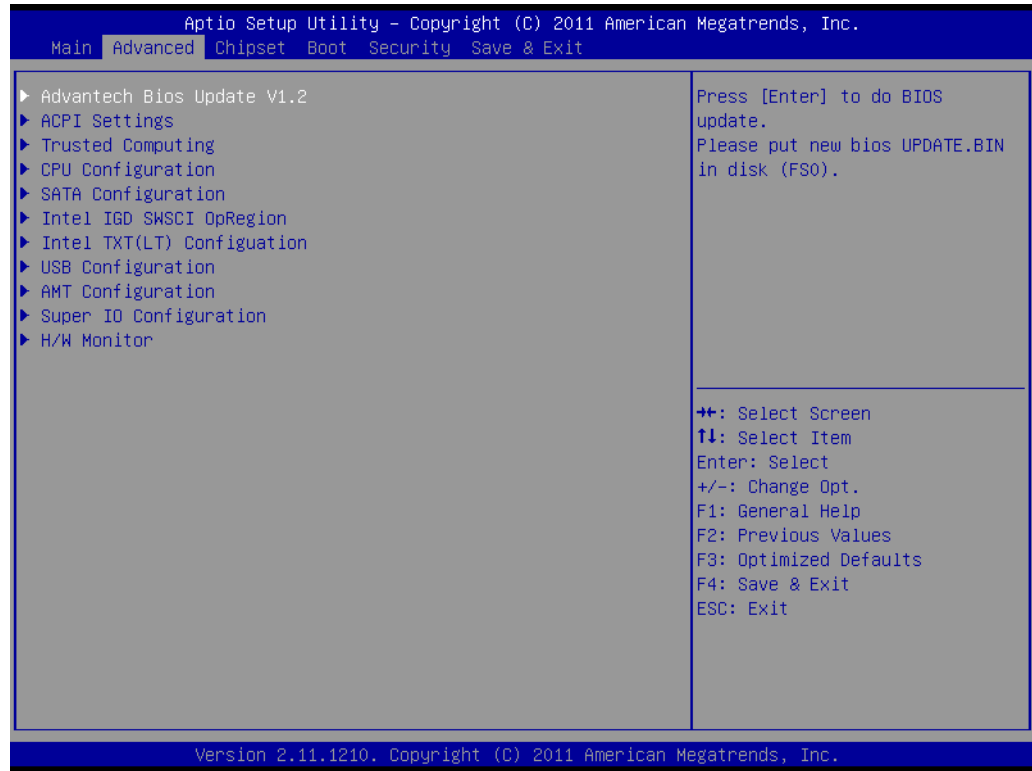 Aptio Setup Utility – Copyright (C) 2011 American Megatrends, Inc.
Main Advanced Chipset Boot Security Save & Exit
▶ Advantech Bios Update V1.2
▶ ACPI Settings
▶ Trusted Computing
▶ CPU Configuration
▶ SATA Configuration
▶ Intel IGD SWSCI OpRegion
▶ Intel TXT(LT) Configuation
▶ USB Configuration
▶ AMT Configuration
▶ Super IO Configuration
▶ H/W Monitor
Press [Enter] to do BIOS
update.
Please put new bios UPDATE.BIN
in disk (FS0).
→←: Select Screen
↑↓: Select Item
Enter: Select
+/-: Change Opt.
F1: General Help
F2: Previous Values
F3: Optimized Defaults
F4: Save & Exit
ESC: Exit
Version 2.11.1210. Copyright (C) 2011 American Megatrends, Inc.